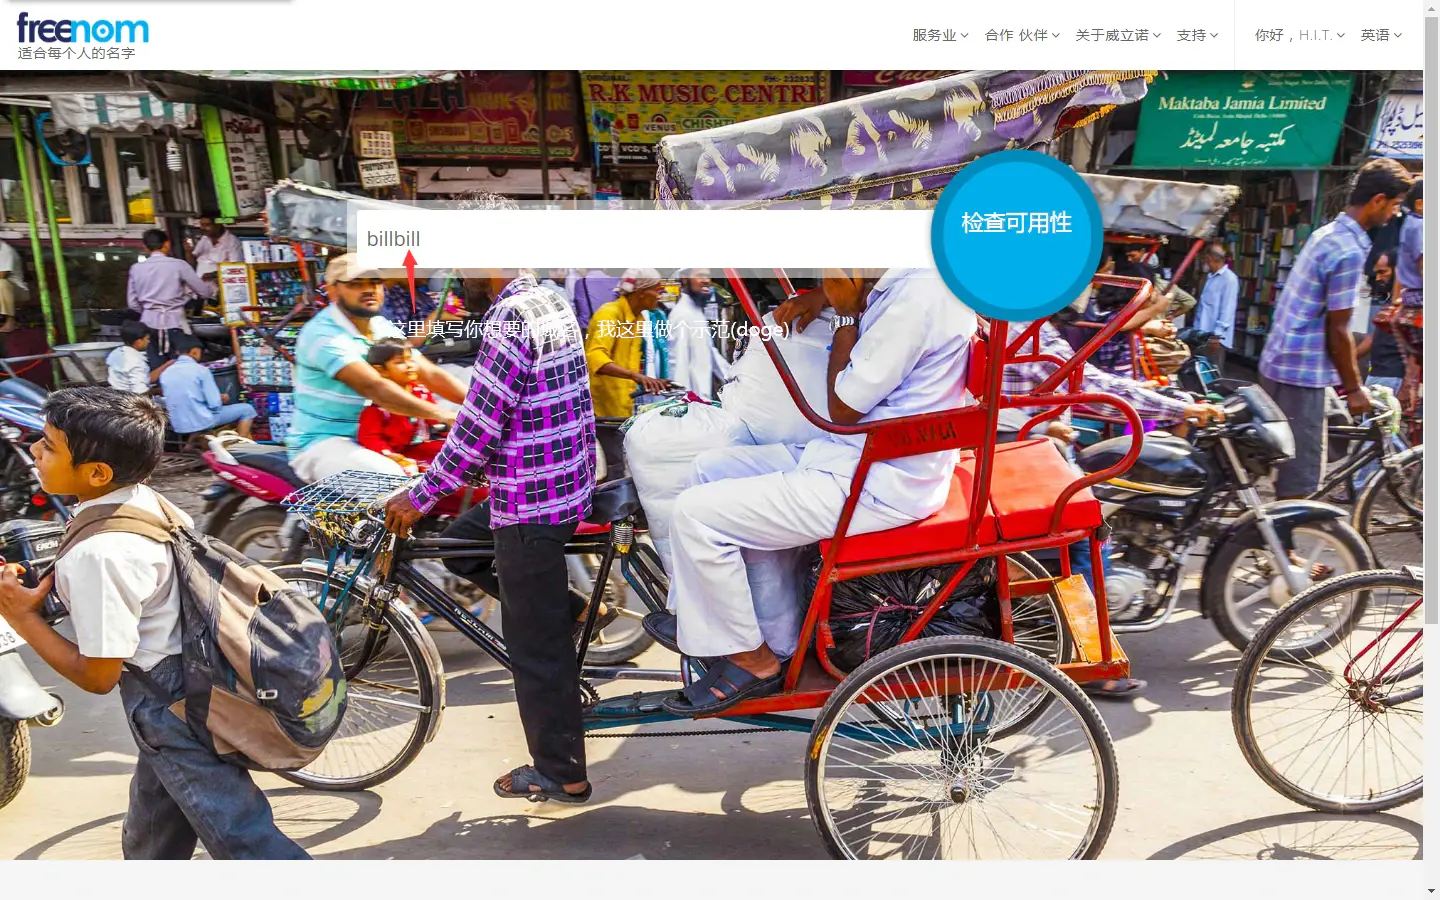 freenom
适合每个人的名字
服务业 合作 伙伴 关于威立诺 支持 你好，H.I.T. 英语
ORIGINAL:
R.K MUSIC CENTRE
CHISHTI
VENUS
Maktaba Jamia Limited
مکتبہ جامعہ لمیٹڈ
billbill
检查可用性
这里填写你想要的域名，我这里做个示范(doge)